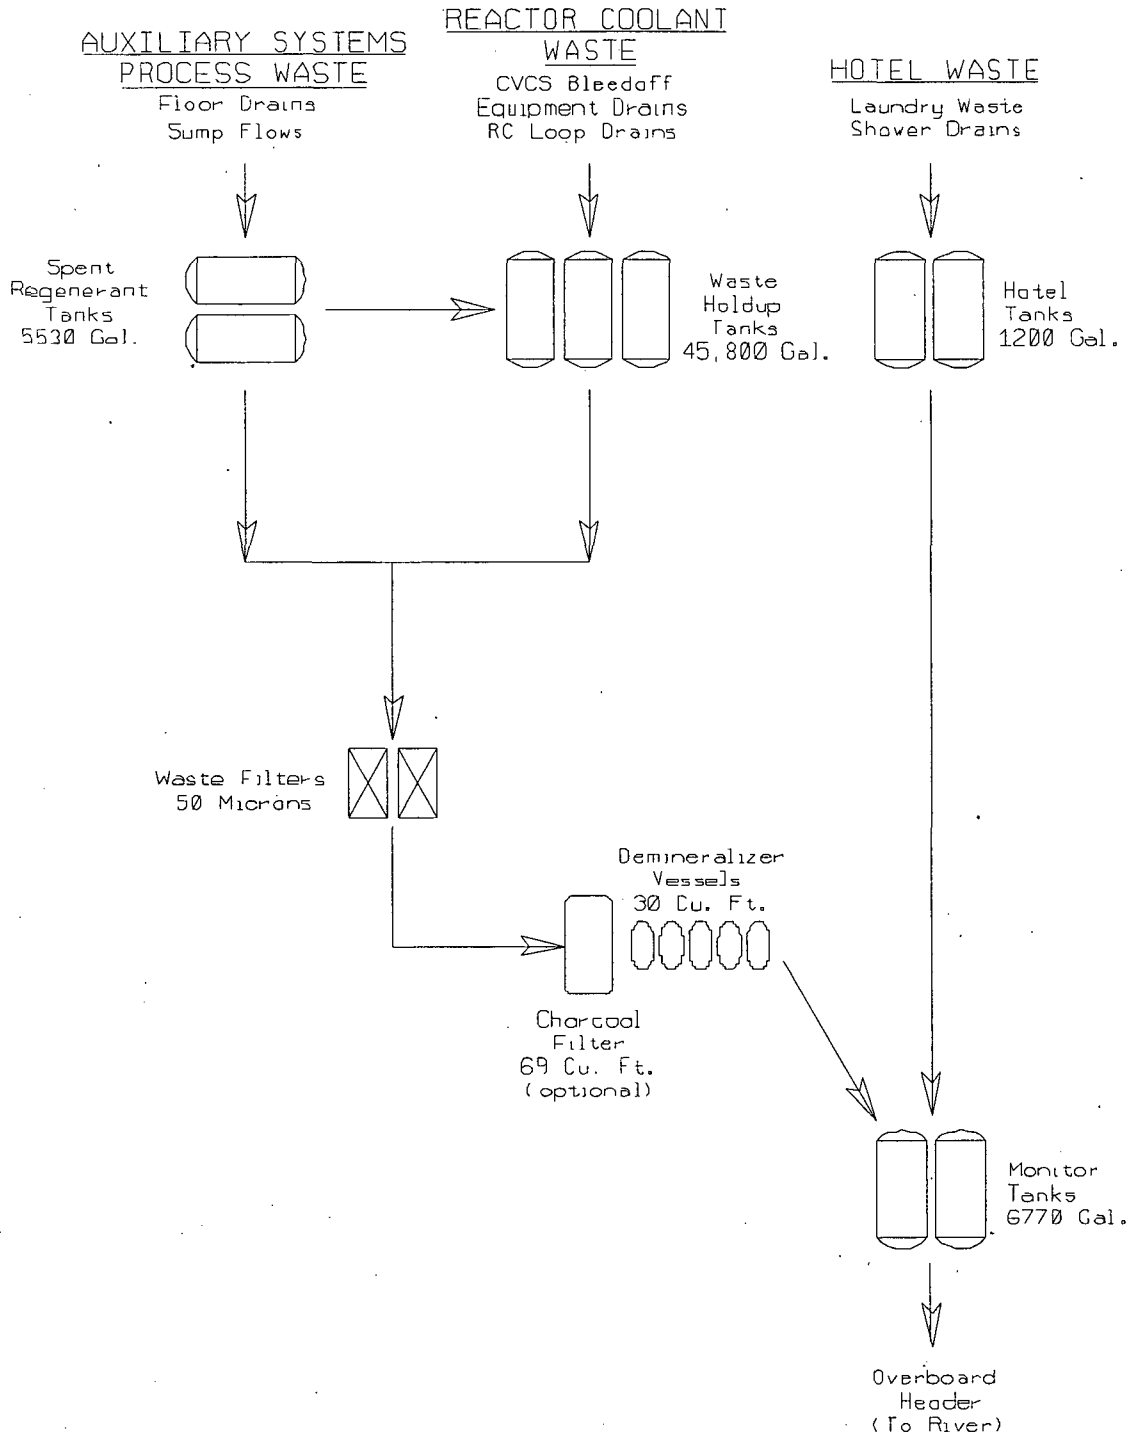 AUXILIARY SYSTEMS
PROCESS WASTE
Floor Drains
Sump Flows
REACTOR COOLANT
WASTE
CVCS Bleedoff
Equipment Drains
RC Loop Drains
HOTEL WASTE
Laundry Waste
Shower Drains
Spent
Regenerant
Tanks
5530 Gal.
Waste
Holdup
Tanks
45,800 Gal.
Hotel
Tanks
1200 Gal.
Waste Filters
50 Microns
Demineralizer
Vessels
30 Cu. Ft.
Charcoal
Filter
69 Cu. Ft.
(optional)
Monitor
Tanks
6770 Gal.
Overboard
Header
(To River)